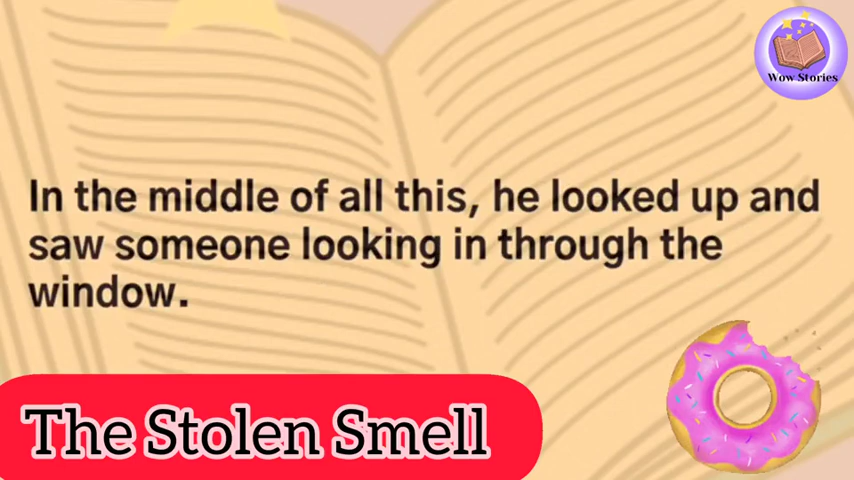 Wow Stories
In the middle of all this, he looked up and
saw someone looking in through the
window.
The Stolen Smell